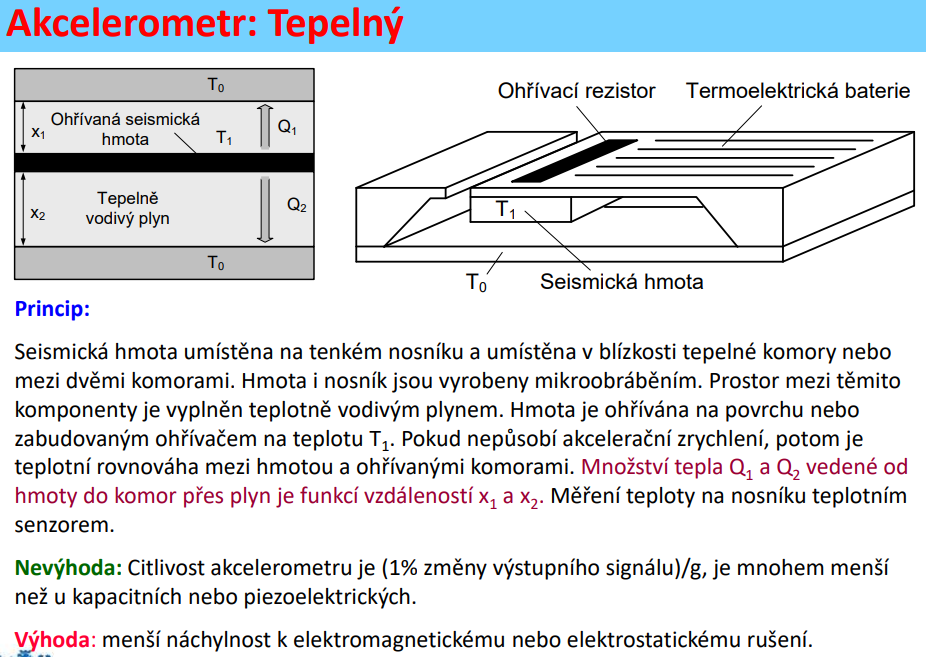 Akcelerometr: Tepelný
T0
Ohřívaná seismická
hmota
x1
T1
Q1
Tepelně
vodivý plyn
x2
Q2
T0
Ohřívací rezistor
Termoelektrická baterie
T1
T0
Seismická hmota
Princip:
Seismická hmota umístěna na tenkém nosníku a umístěna v blízkosti tepelné komory nebo
mezi dvěmi komorami. Hmota i nosník jsou vyrobeny mikroobráběním. Prostor mezi těmito
komponenty je vyplněn teplotně vodivým plynem. Hmota je ohřívána na povrchu nebo
zabudovaným ohřívačem na teplotu T1. Pokud nepůsobí akcelerační zrychlení, potom je
teplotní rovnováha mezi hmotou a ohřívanými komorami. Množství tepla Q1 a Q2 vedené od
hmoty do komor přes plyn je funkcí vzdáleností x1 a x2. Měření teploty na nosníku teplotním
senzorem.
Nevýhoda: Citlivost akcelerometru je (1% změny výstupního signálu)/g, je mnohem menší
než u kapacitních nebo piezoelektrických.
Výhoda: menší náchylnost k elektromagnetickému nebo elektrostatickému rušení.